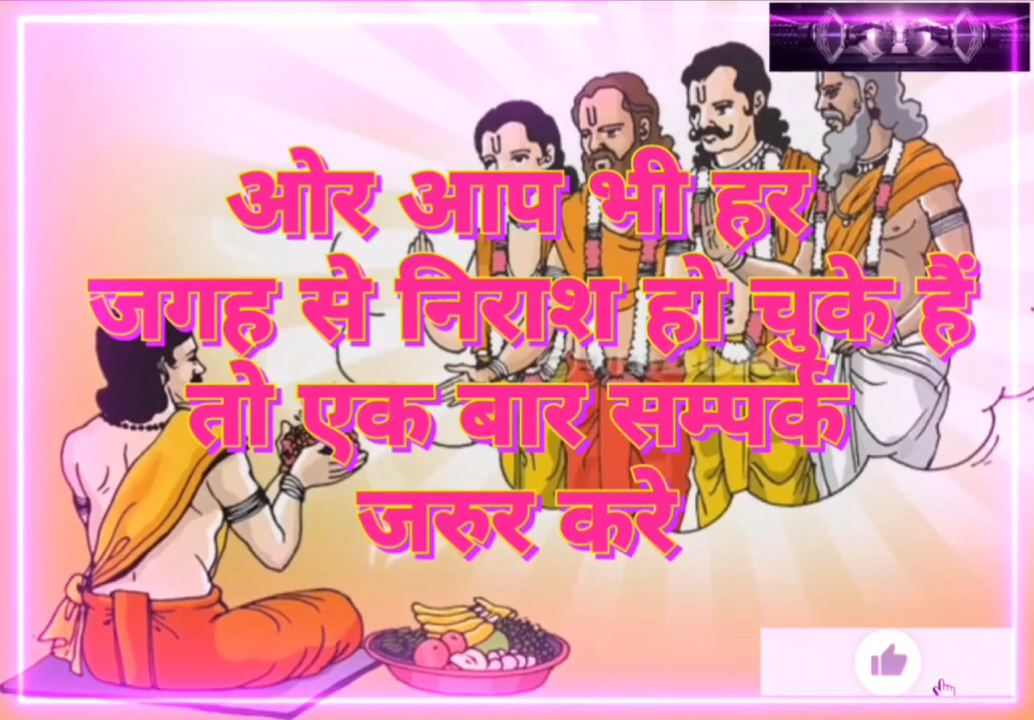 ओर आप भी हर
जगह से निराश हो चुके हैं
तो एक बार सम्पर्क
जरुर करे